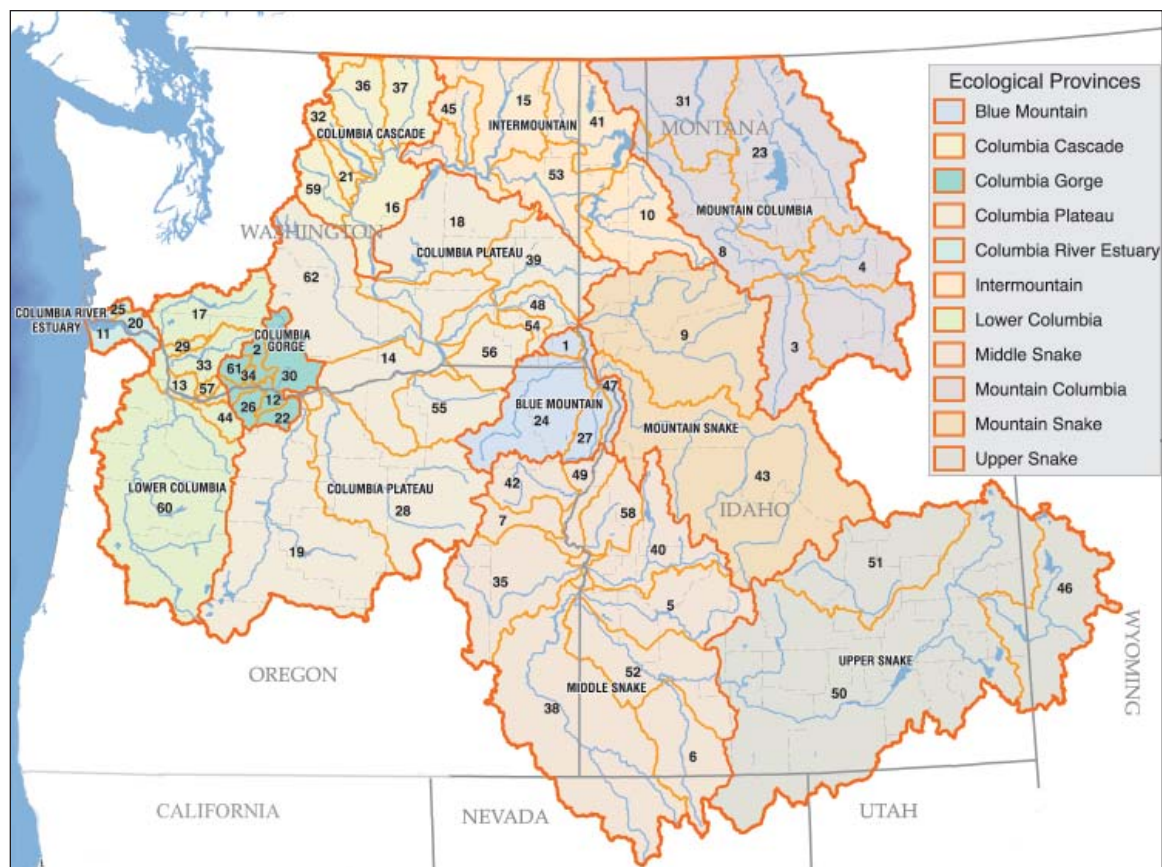 Ecological Provinces
Blue Mountain
Columbia Cascade
Columbia Gorge
Columbia Plateau
Columbia River Estuary
Intermountain
Lower Columbia
Middle Snake
Mountain Columbia
Mountain Snake
Upper Snake
36
37
32
COLUMBIA CASCADE
45
15
INTERMOUNTAIN
41
31
MONTANA
23
59
21
16
53
10
MOUNTAIN COLUMBIA
WASHINGTON
18
COLUMBIA PLATEAU
39
8
4
62
COLUMBIA RIVER
ESTUARY
25
20
11
17
48
54
29
33
COLUMBIA
GORGE
2
61
34
30
14
56
1
9
3
13
57
12
26
22
44
55
47
BLUE MOUNTAIN
24
27
MOUNTAIN SNAKE
LOWER COLUMBIA
60
COLUMBIA PLATEAU
28
42
49
43
IDAHO
7
58
19
40
35
51
5
46
OREGON
52
MIDDLE SNAKE
38
UPPER SNAKE
50
WYOMING
6
CALIFORNIA
NEVADA
UTAH